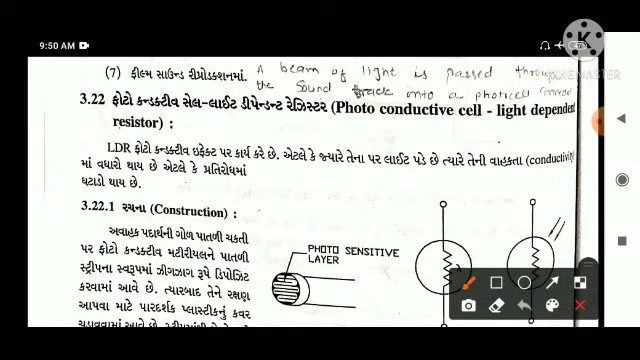 9:50 AM
(7) ફીલ્મ સાઉન્ડ રીપ્રોડક્શનમાં. A beam of light is passed through
the Sound track into a photocell
KINEMASTER
3.22 ફોટો કન્ડક્ટીવ સેલ-લાઈટ ડીપેન્ડન્ટ રેઝિસ્ટર (Photo conductive cell - light dependent
resistor) :
LDR ફોટો કન્ડક્ટીવ ઇફેક્ટ પર કાર્ય કરે છે. એટલે કે જ્યારે તેના પર લાઈટ પડે છે ત્યારે તેની વાહકતા (conductivity)
માં વધારો થાય છે એટલે કે પ્રતિરોધમાં
ઘટાડો થાય છે.
3.22.1 રચના (Construction) :
અવાહક પદાર્થની ગોળ પાતળી ચકતી
પર ફોટો કન્ડક્ટીવ મટીરીયલને પાતળી
સ્ટ્રીપના સ્વરૂપમાં ઝીગઝાગ રૂપે ડિપોઝિટ
કરવામાં આવે છે. ત્યારબાદ તેને રક્ષણ
આપવા માટે પારદર્શક પ્લાસ્ટીકનું કવર
PHOTO SENSITIVE
LAYER